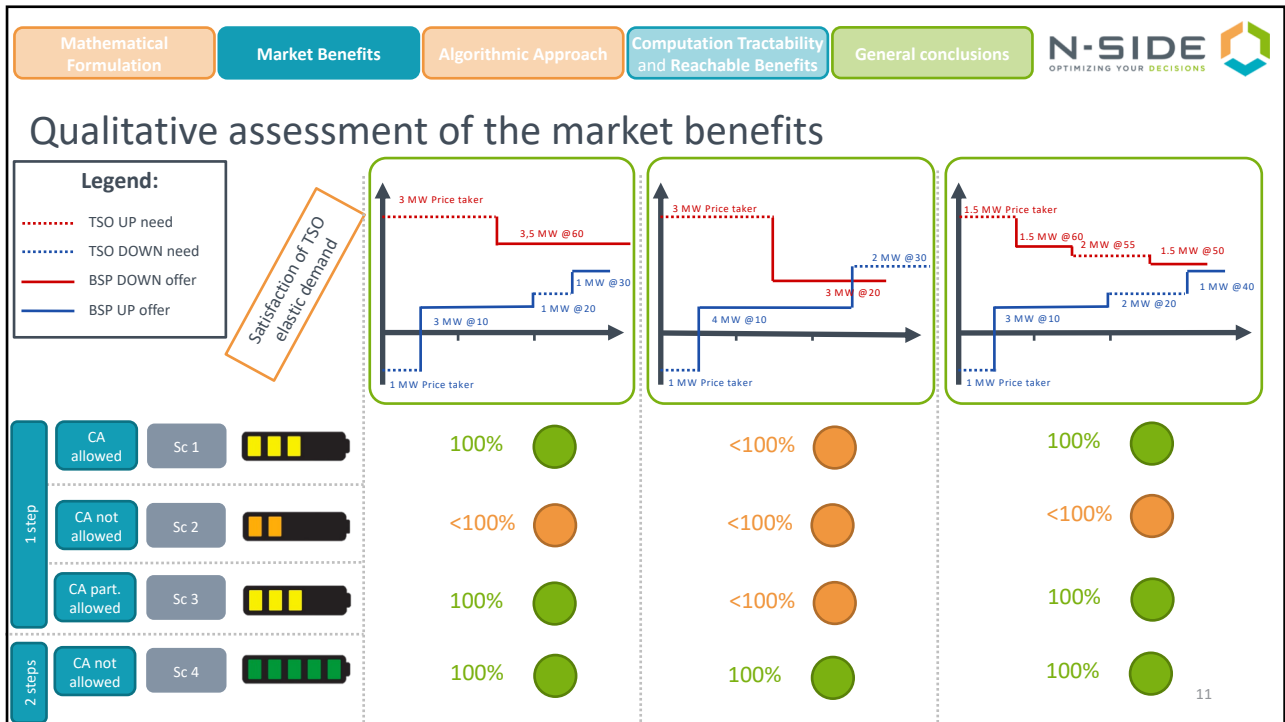 Mathematical
Formulation
Market Benefits
Algorithmic Approach
Computation Tractability
and Reachable Benefits
General conclusions
N-SIDE
OPTIMIZING YOUR DECISIONS
Qualitative assessment of the market benefits
Legend:
TSO UP need
TSO DOWN need
BSP DOWN offer
BSP UP offer
Satisfaction of TSO
elastic demand
3 MW Price taker
3,5 MW @60
1 MW @30
1 MW @20
3 MW @10
1 MW Price taker
3 MW Price taker
2 MW @30
3 MW @20
4 MW @10
1 MW Price taker
1.5 MW Price taker
1.5 MW @60
2 MW @55
1.5 MW @50
1 MW @40
2 MW @20
3 MW @10
1 MW Price taker
1 step
CA
allowed
Sc 1
100%
<100%
100%
CA not
allowed
Sc 2
<100%
<100%
<100%
CA part.
allowed
Sc 3
100%
<100%
100%
2 steps
CA not
allowed
Sc 4
100%
100%
100%
11